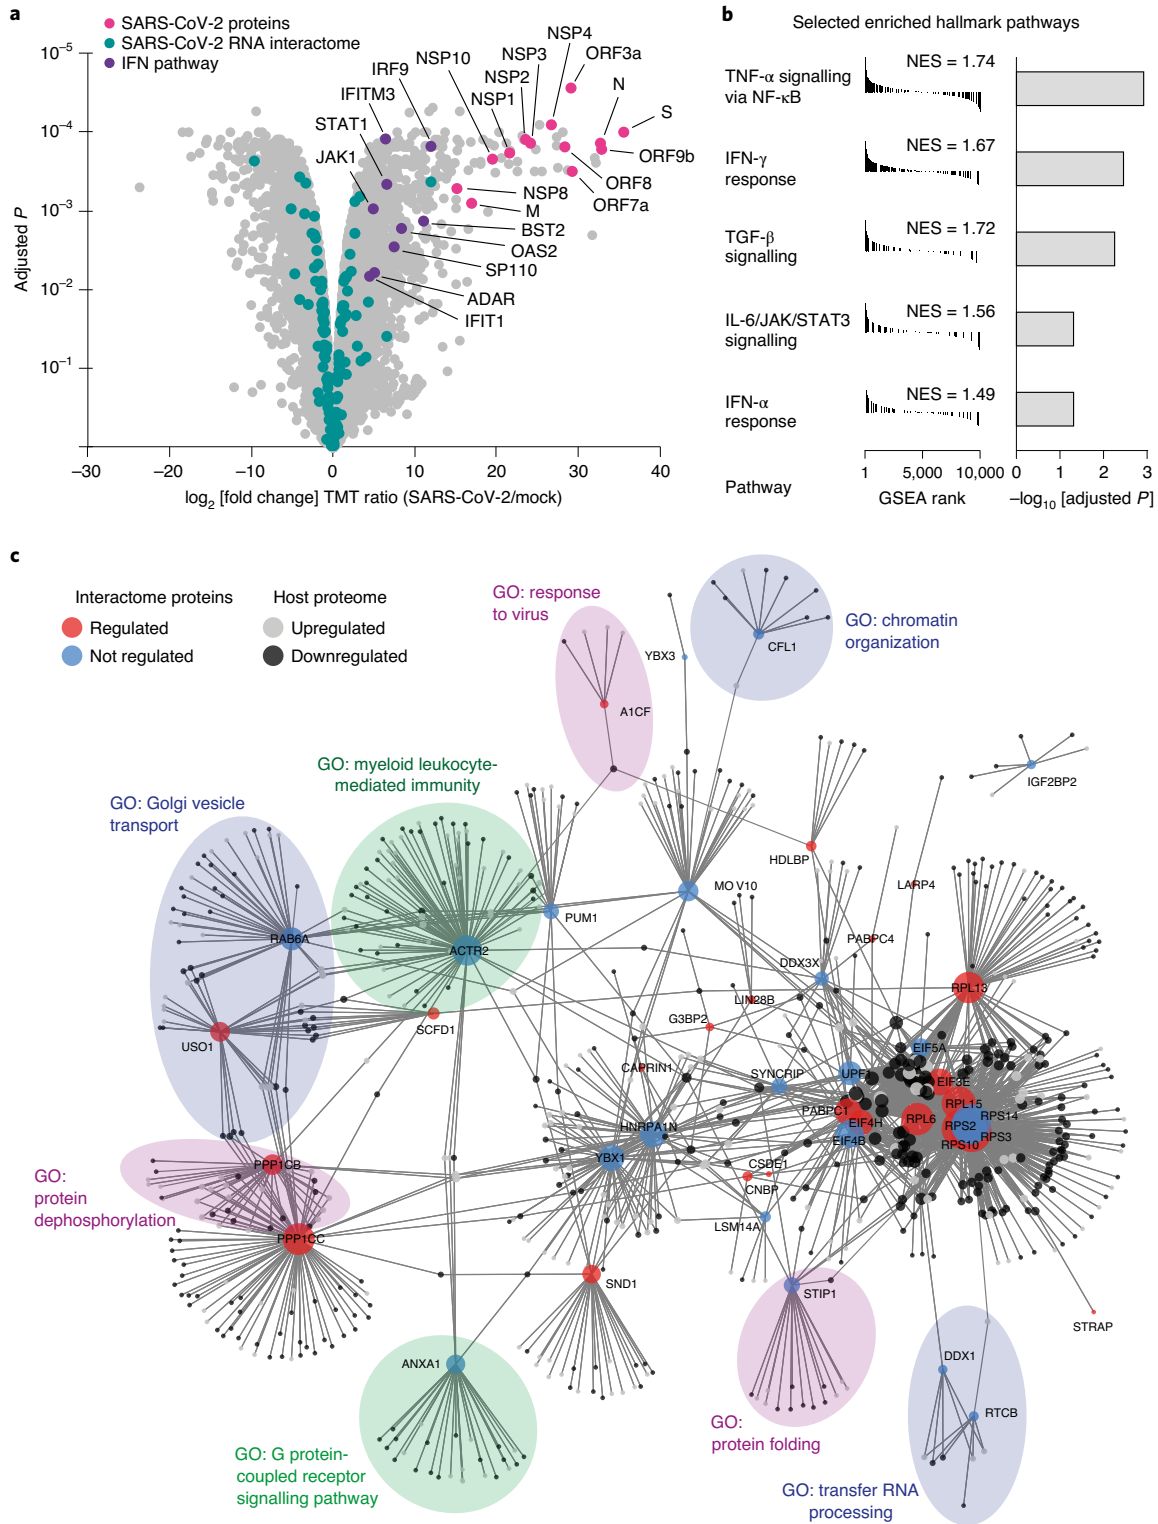 a
SARS-CoV-2 proteins
SARS-CoV-2 RNA interactome
IFN pathway
10⁻⁵
10⁻⁴
10⁻³
10⁻²
10⁻¹
Adjusted P
NSP4
NSP3
ORF3a
NSP10
NSP2
IRF9
N
NSP1
IFITM3
S
STAT1
JAK1
ORF9b
ORF8
NSP8
ORF7a
M
BST2
OAS2
SP110
ADAR
IFIT1
−30
−20
−10
0
10
20
30
40
log₂ [fold change] TMT ratio (SARS-CoV-2/mock)
b
Selected enriched hallmark pathways
TNF-α signalling
via NF-κB
NES = 1.74
IFN-γ
response
NES = 1.67
TGF-β
signalling
NES = 1.72
IL-6/JAK/STAT3
signalling
NES = 1.56
IFN-α
response
NES = 1.49
Pathway
1
5,000
10,000
GSEA rank
0
1
2
3
−log₁₀ [adjusted P]
c
Interactome proteins
Regulated
Not regulated
Host proteome
Upregulated
Downregulated
GO: response
to virus
GO: chromatin
organization
YBX3
CFL1
A1CF
GO: myeloid leukocyte-
mediated immunity
IGF2BP2
GO: Golgi vesicle
transport
HDLBP
LARP4
MOV10
PUM1
RAB6A
ACTR2
PABPC4
DDX3X
RPL13
LIN28B
G3BP2
SCFD1
USO1
EIF5A
CAPRIN1
SYNCRIP
UPF1
EIF3E
RPL15
PABPC1
EIF4H
RPL6
RPS14
RPS2
HNRPA1N
EIF4B
RPS10
RPS3
YBX1
PPP1CB
CSDE1
CNBP
GO:
protein
dephosphorylation
LSM14A
PPP1CC
SND1
STIP1
STRAP
ANXA1
DDX1
RTCB
GO:
protein folding
GO: G protein-
coupled receptor
signalling pathway
GO: transfer RNA
processing